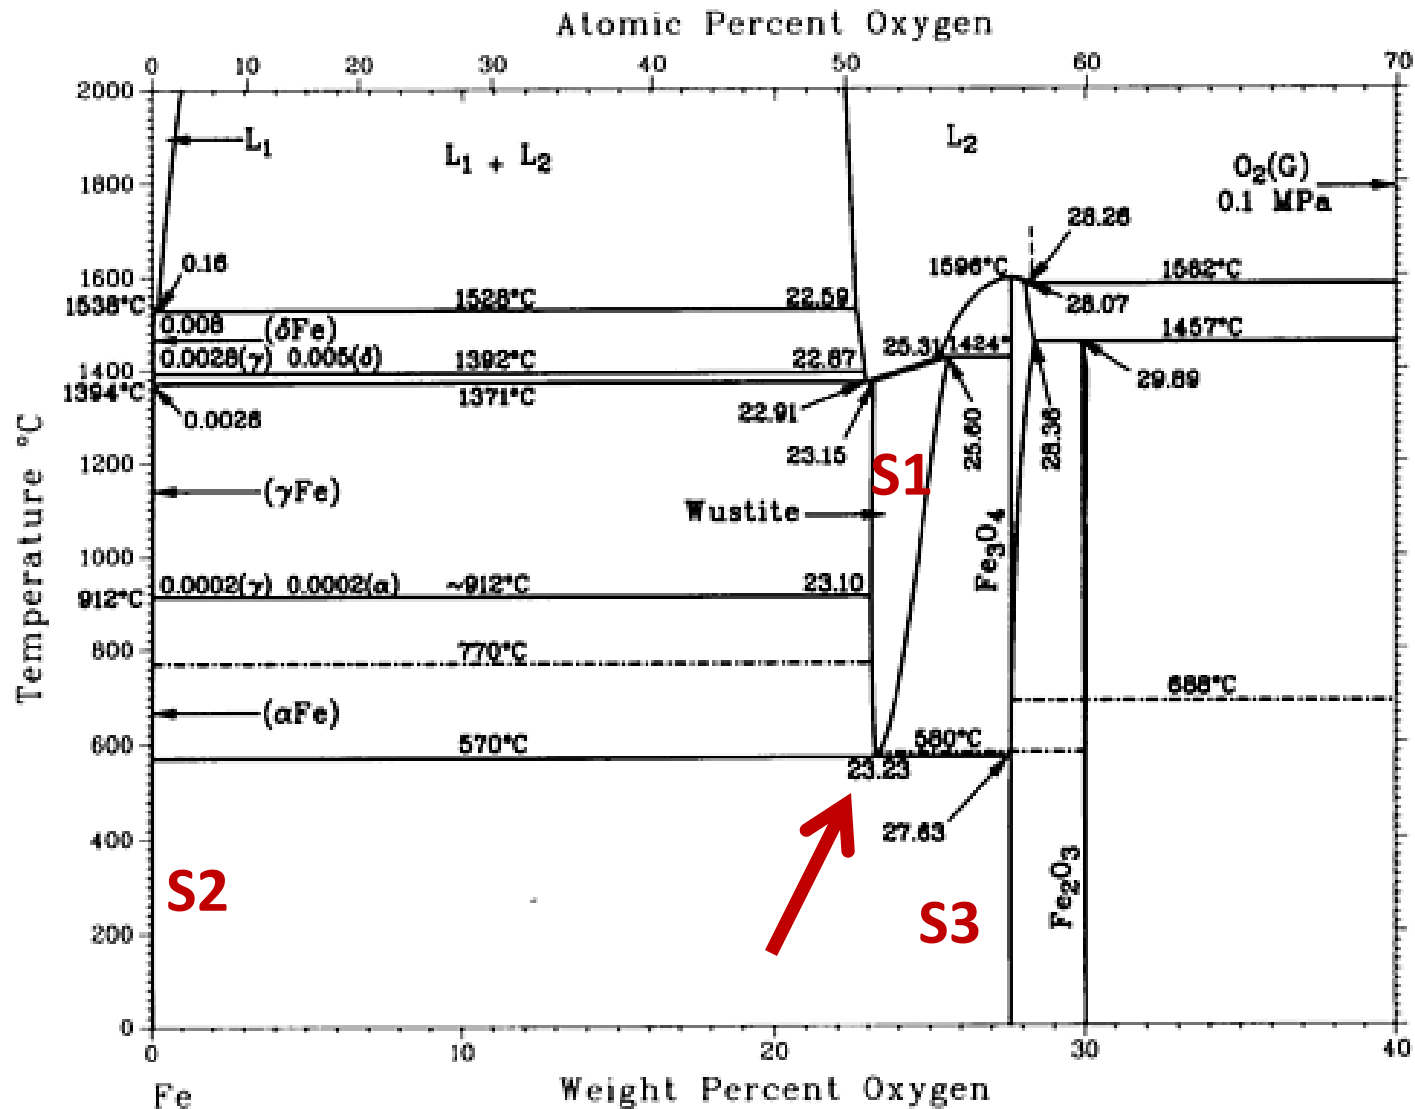 Atomic Percent Oxygen
0 10 20 30 40 50 60 70
2000
L₁
L₁ + L₂
L₂
O₂(G)
0.1 MPa
1800
28.26
0.16
1596°C
1582°C
1600
1538°C
1528°C
22.59
28.07
0.008
(δFe)
1457°C
0.0028(γ) 0.005(δ)
1392°C
22.87
25.31
1424°
1400
1394°C
1371°C
29.89
0.0026
22.91
23.15
25.60
28.36
S1
1200
(γFe)
Wustite
Fe₃O₄
1000
0.0002(γ) 0.0002(α)
~912°C
23.10
912°C
800
770°C
688°C
(αFe)
600
570°C
560°C
23.23
27.63
400
S2
S3
Fe₂O₃
200
0
Temperature °C
0 10 20 30 40
Fe
Weight Percent Oxygen